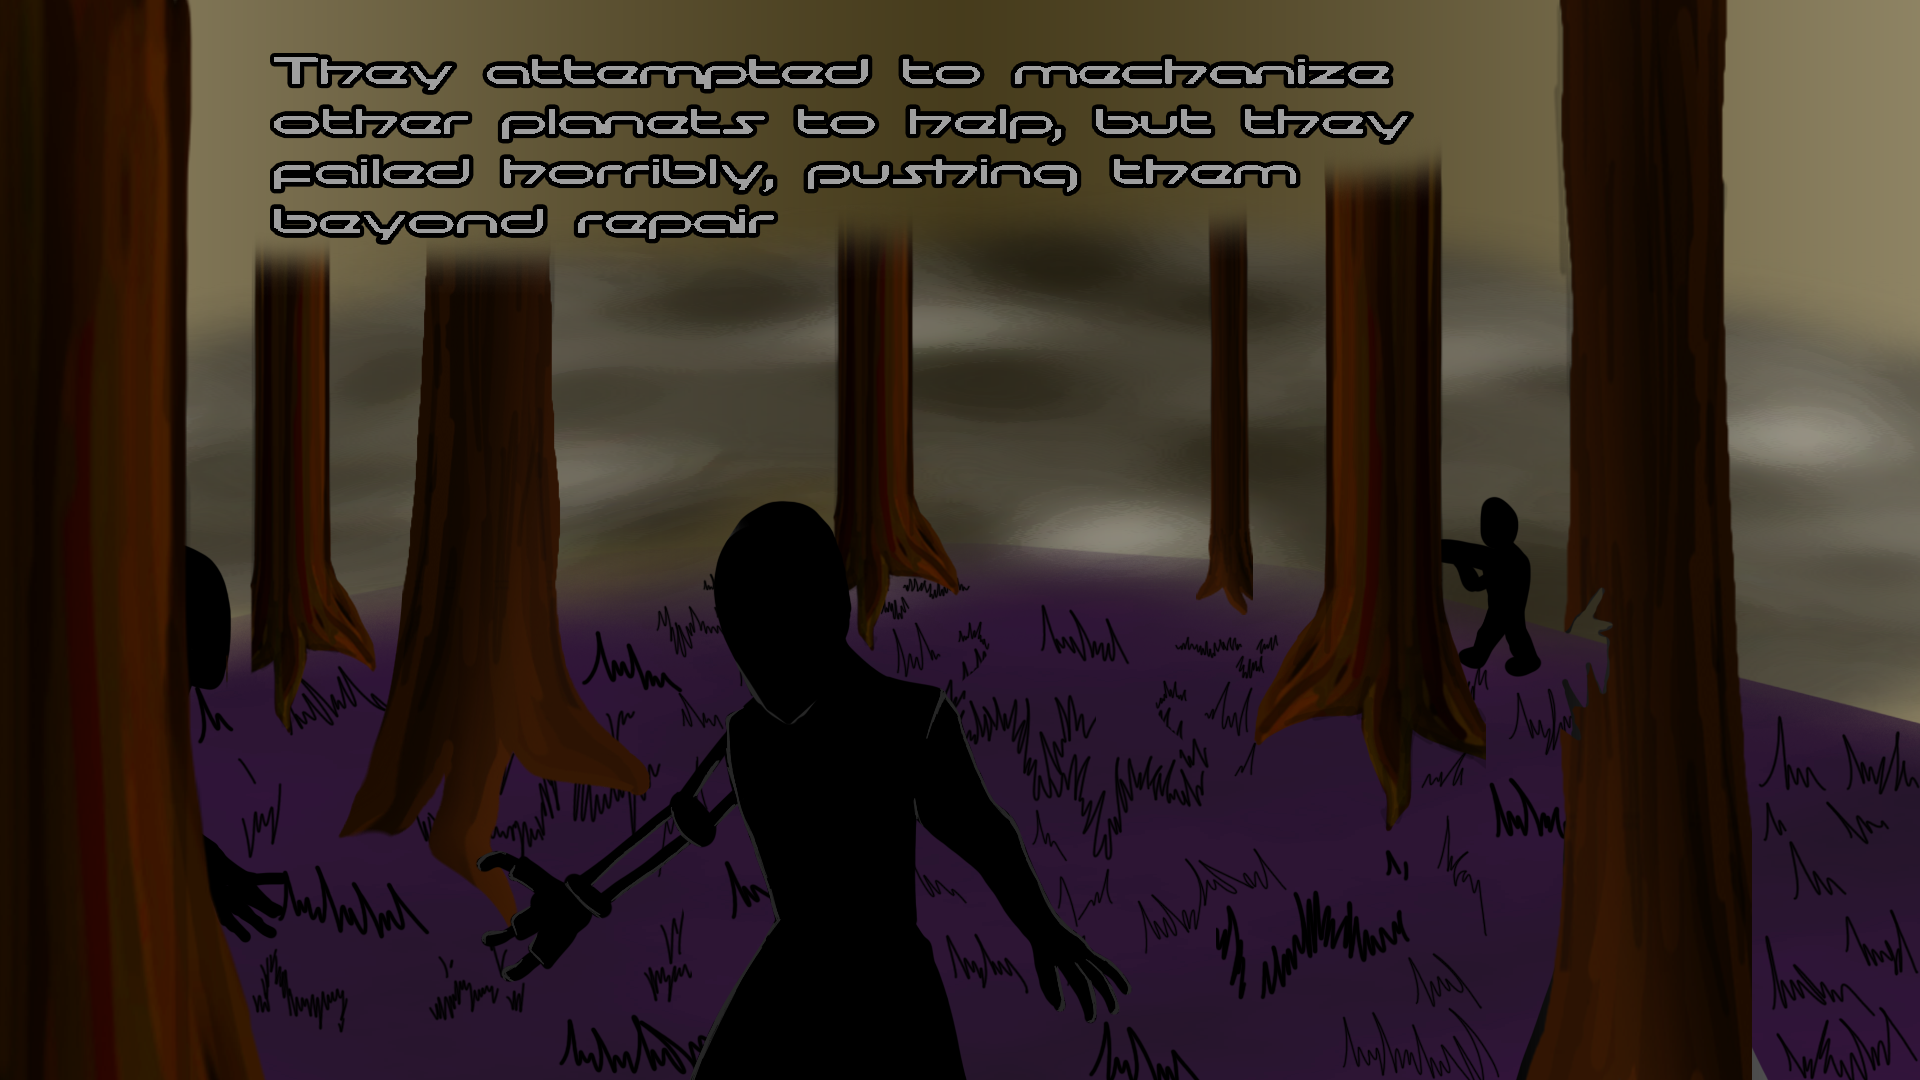 They attempted to mechanize
other planets to help, but they
failed horribly, pushing them
beyond repair